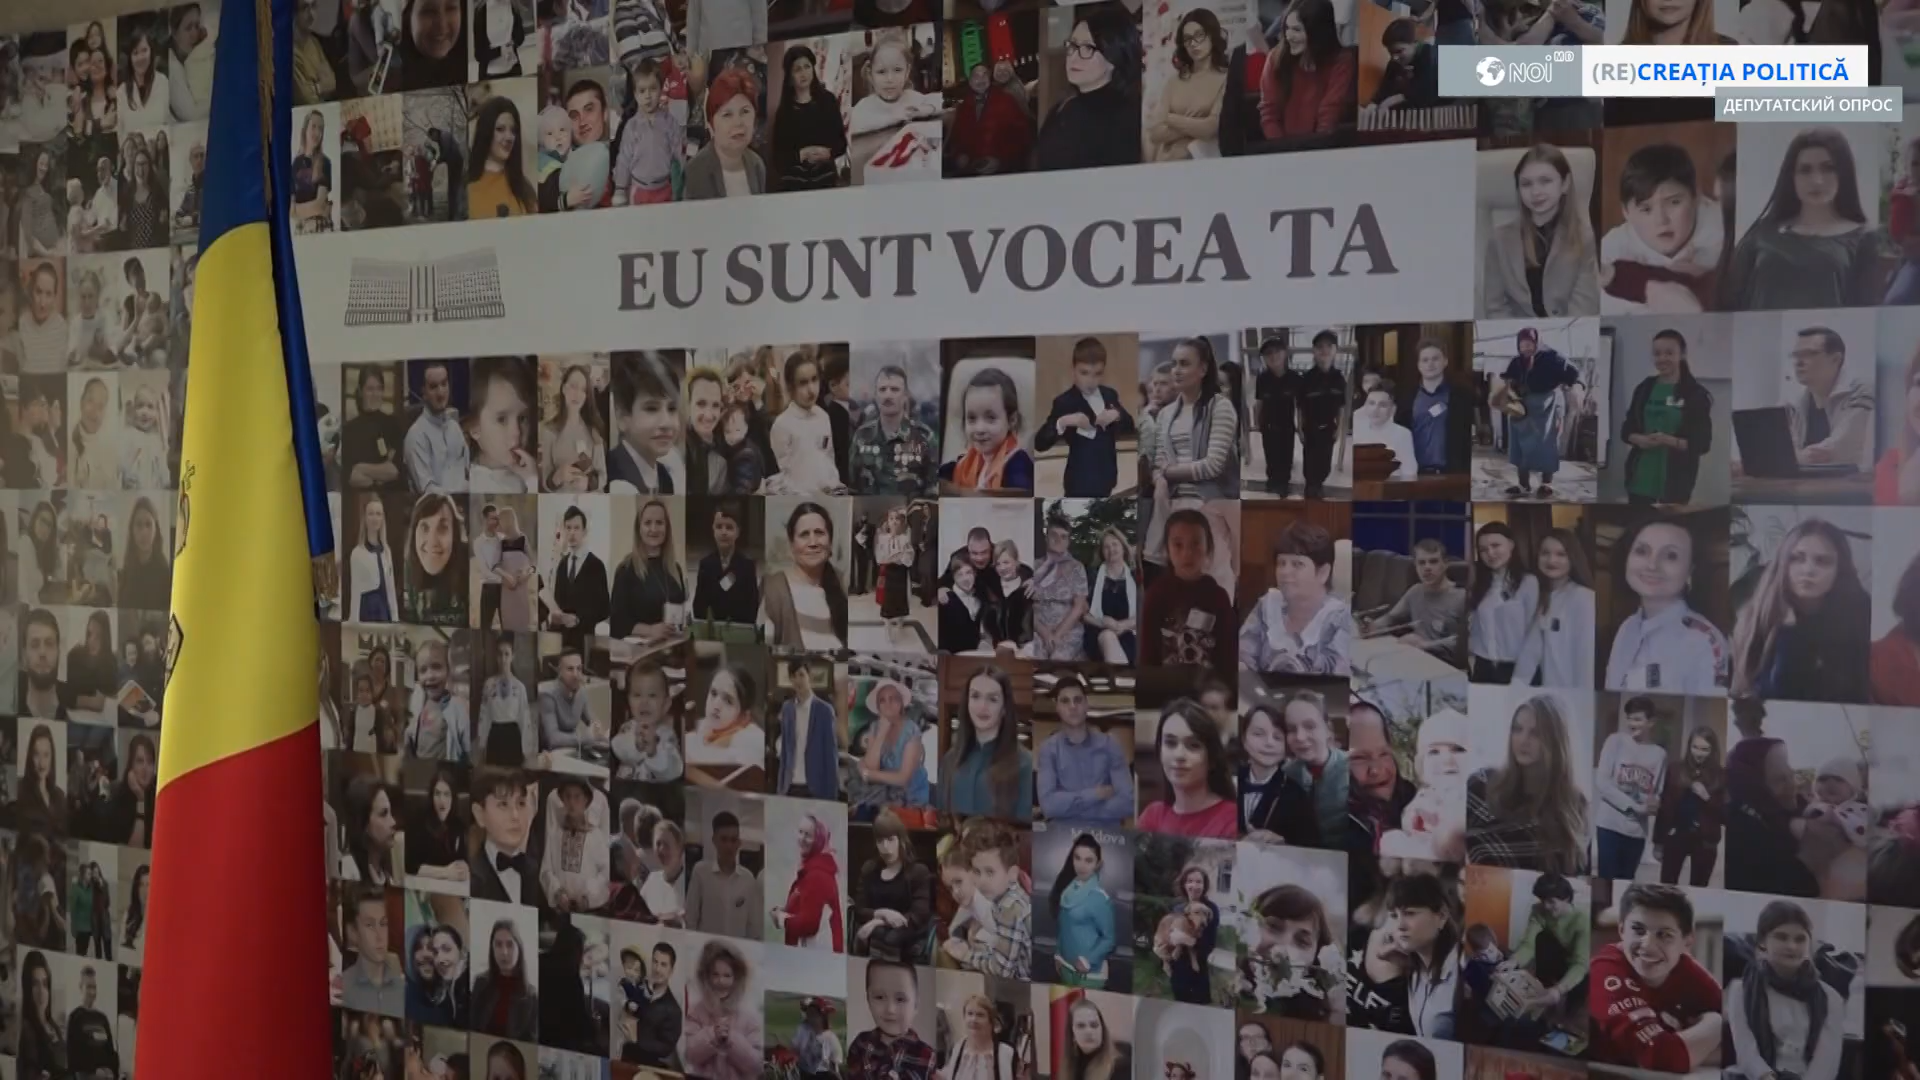 NOI MD
(RE)CREAȚIA POLITICĂ
ДЕПУТАТСКИЙ ОПРОС
EU SUNT VOCEA TA